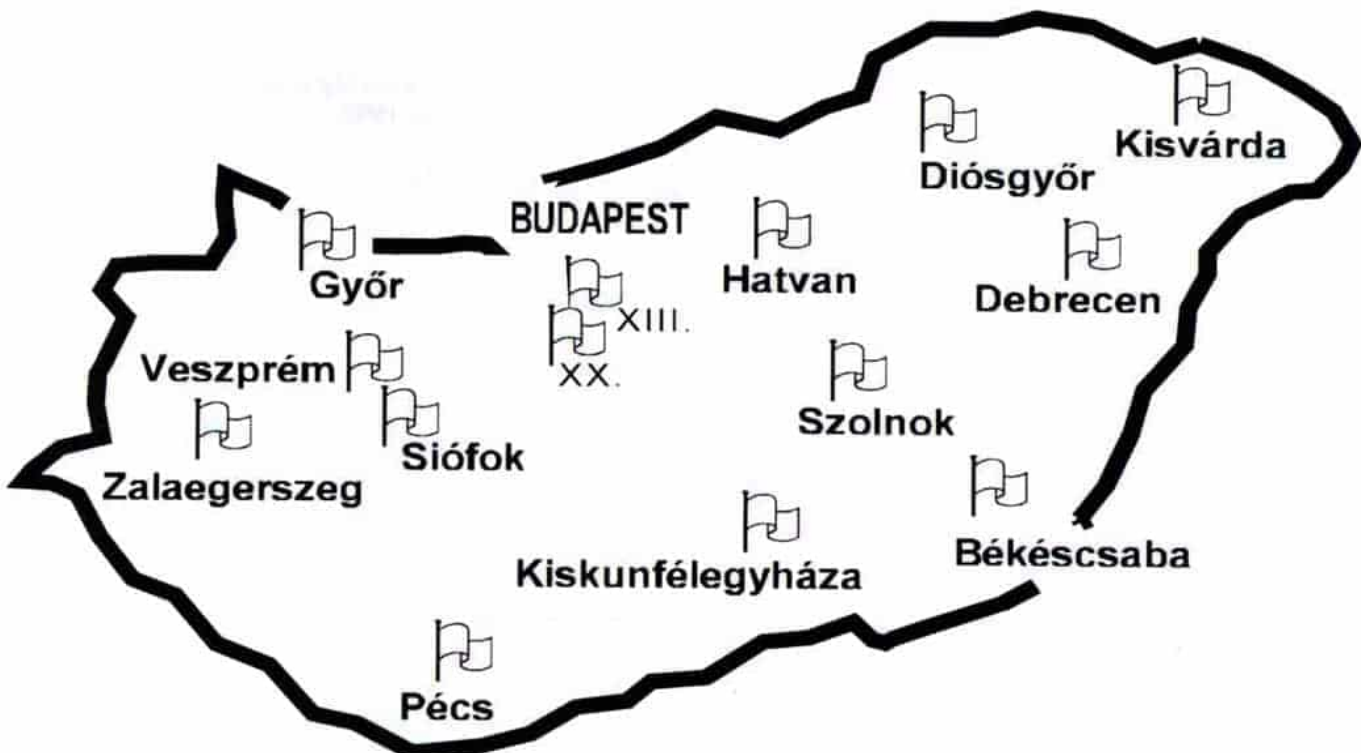 Kisvárda
Diósgyőr
BUDAPEST
Hatvan
Győr
Debrecen
XIII.
Veszprém
XX.
Szolnok
Siófok
Zalaegerszeg
Békéscsaba
Kiskunfélegyháza
Pécs